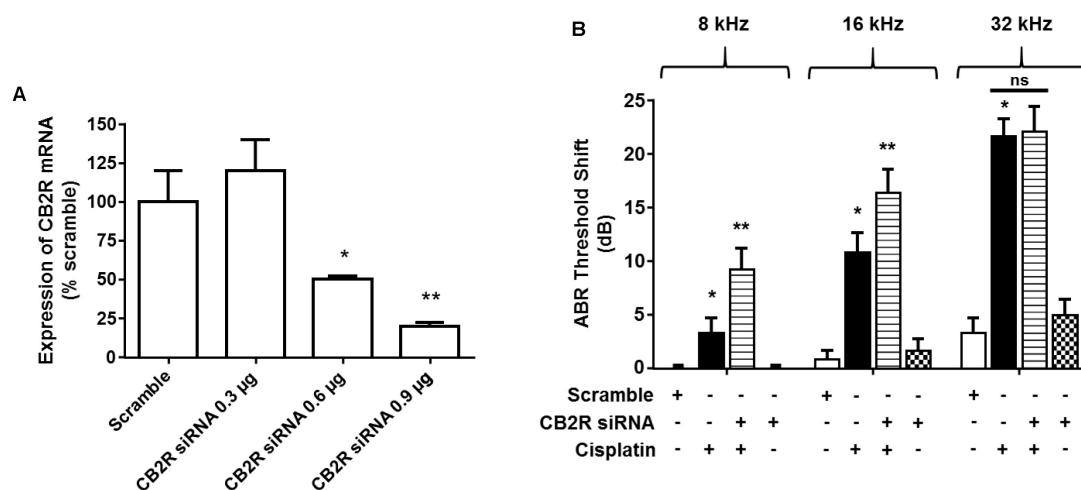 A
Expression of CB2R mRNA
(% scramble)
150
125
100
75
50
25
0
*
**
Scramble
CB2R siRNA 0.3 µg
CB2R siRNA 0.6 µg
CB2R siRNA 0.9 µg
B
8 kHz 16 kHz 32 kHz
ABR Threshold Shift
(dB)
25
20
15
10
5
0
* ** * ** * ns
Scramble + - - - + - - - + - - -
CB2R siRNA - - + + - - + + - - + +
Cisplatin - + + - - + + - - + + -